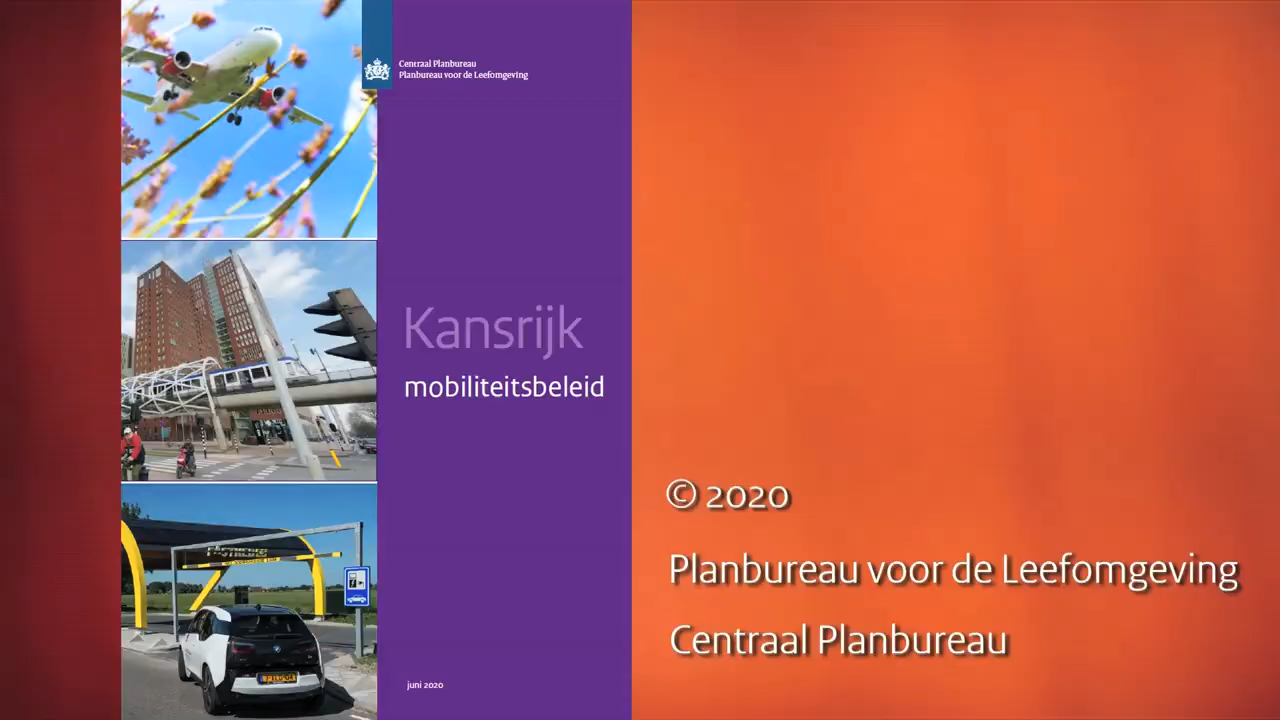 Centraal Planbureau
Planbureau voor de Leefomgeving
Kansrijk
mobiliteitsbeleid
juni 2020
© 2020
Planbureau voor de Leefomgeving
Centraal Planbureau